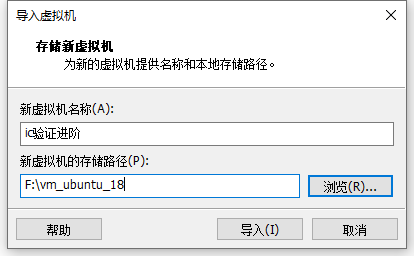 导入虚拟机
存储新虚拟机
为新的虚拟机提供名称和本地存储路径。
新虚拟机名称(A):
ic验证进阶
新虚拟机的存储路径(P):
F:\vm_ubuntu_18
浏览(R)...
帮助
导入(I)
取消